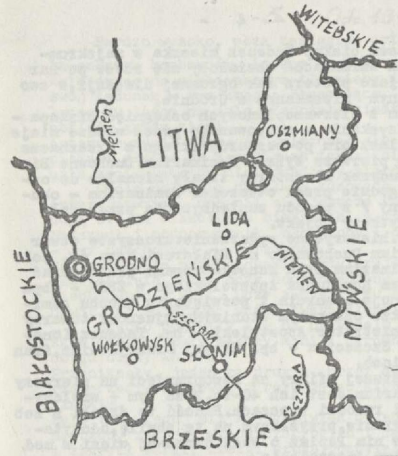 WITEBSKIE
Niemen
LITWA
OSZMIANY
LIDA
GRODNO
GRODZIEŃSKIE
NIEMEN
MIŃSKIE
BIAŁOSTOCKIE
SZCZARA
WOŁKOWYSK
SŁONIM
SZCZARA
BRZESKIE